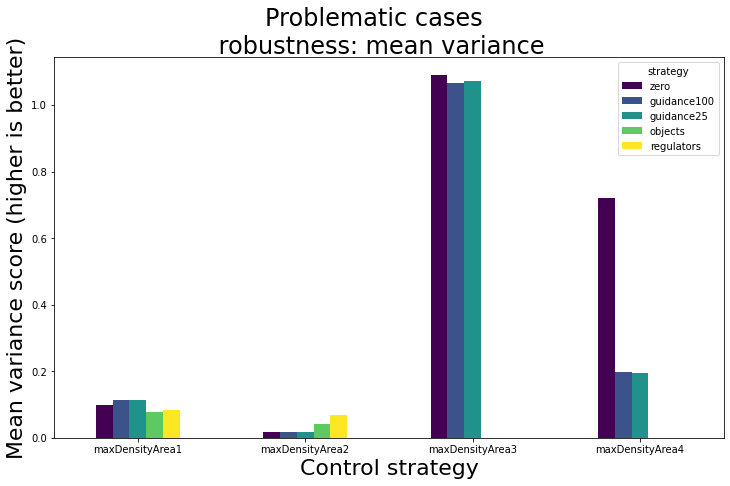 Problematic cases
robustness: mean variance
Mean variance score (higher is better)
1.0
0.8
0.6
0.4
0.2
0.0
strategy
zero
guidance100
guidance25
objects
regulators
maxDensityArea1
maxDensityArea2
maxDensityArea3
maxDensityArea4
Control strategy